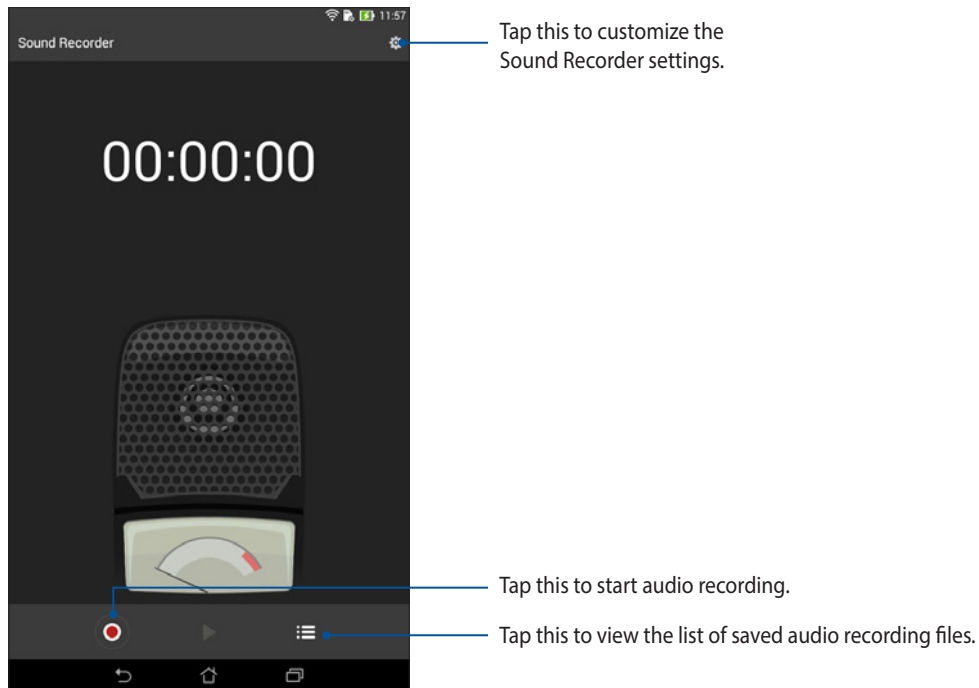 11:57
Sound Recorder
Tap this to customize the
Sound Recorder settings.
00:00:00
Tap this to start audio recording.
Tap this to view the list of saved audio recording files.